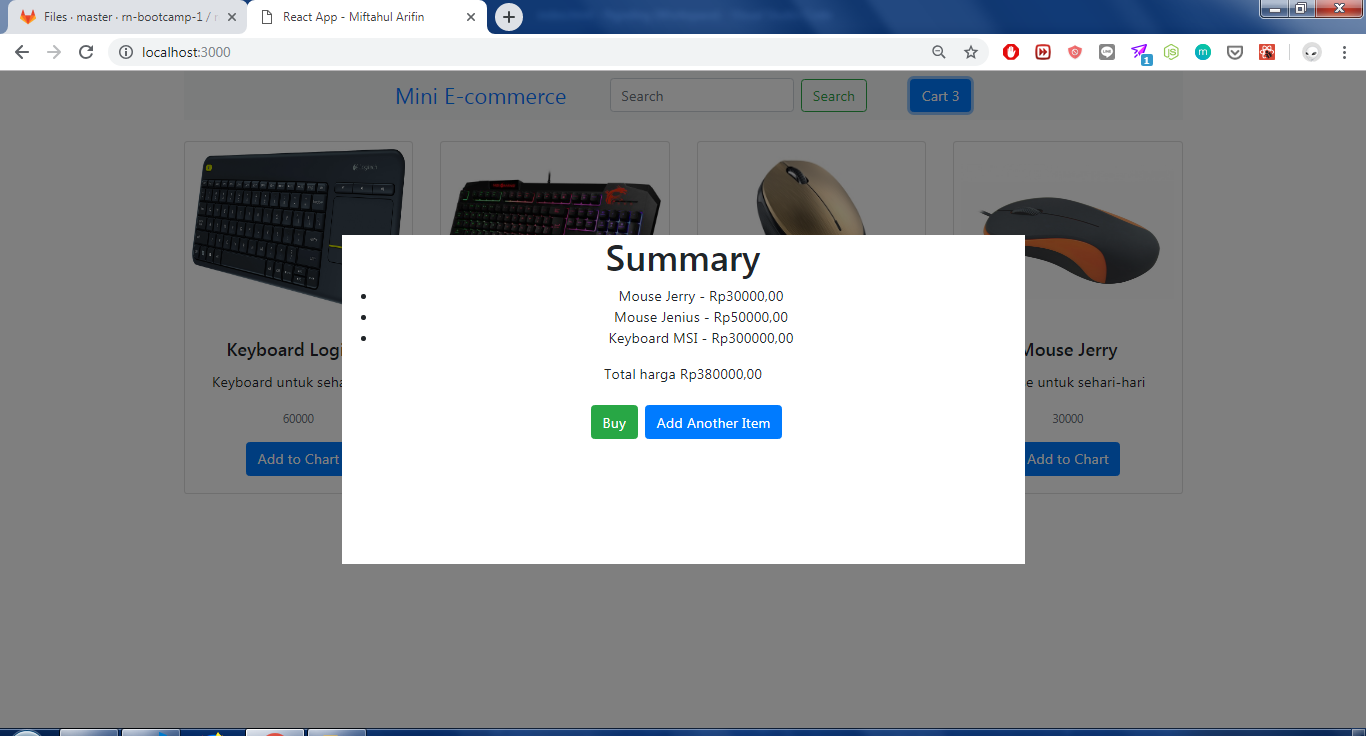 Files · master · rn-bootcamp-1 /
React App - Miftahul Arifin
localhost:3000
1
Mini E-commerce
Search
Search
Cart 3
Summary
Mouse Jerry - Rp30000,00
Mouse Jenius - Rp50000,00
Keyboard MSI - Rp300000,00
Total harga Rp380000,00
Buy
Add Another Item
Keyboard Logi
Keyboard untuk seha
60000
Add to Chart
Mouse Jerry
e untuk sehari-hari
30000
Add to Chart